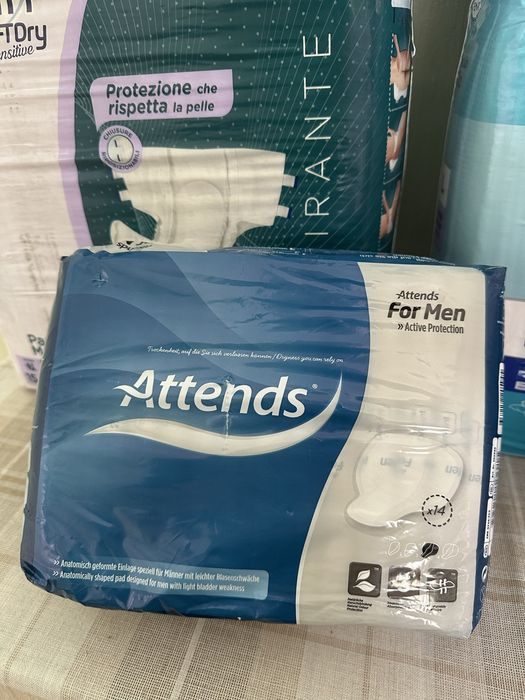 FTDry
Protezione che
rispetta la pelle
CHIUSURE
RIPOSIZIONABILI
IRANTE
Attends
For Men
» Active Protection
Trockenheit, auf die Sie sich verlassen können / Dryness you can rely on
Attends®
x14
» Anatomisch geformte Einlage speziell für Männer mit leichter Blasenschwäche
» Anatomically shaped pad designed for men with light bladder weakness